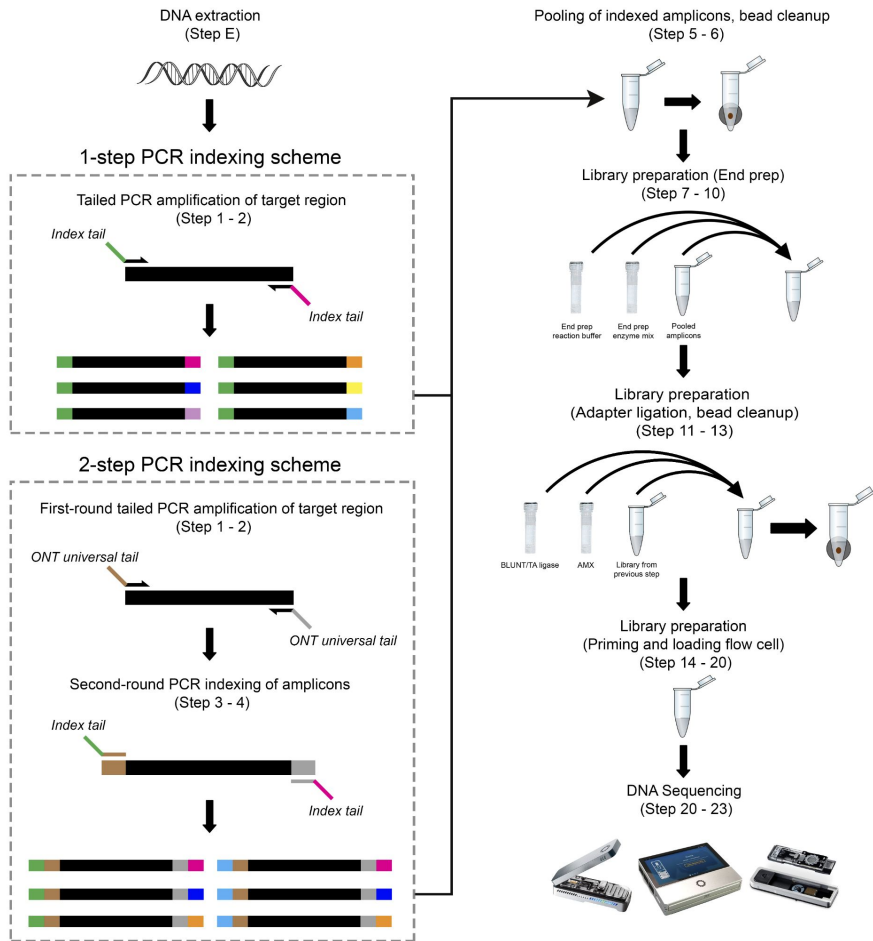 DNA extraction
(Step E)
1-step PCR indexing scheme
Tailed PCR amplification of target region
(Step 1 - 2)
Index tail
Index tail
2-step PCR indexing scheme
First-round tailed PCR amplification of target region
(Step 1 - 2)
ONT universal tail
ONT universal tail
Second-round PCR indexing of amplicons
(Step 3 - 4)
Index tail
Index tail
Pooling of indexed amplicons, bead cleanup
(Step 5 - 6)
Library preparation (End prep)
(Step 7 - 10)
End prep
reaction buffer
End prep
enzyme mix
Pooled
amplicons
Library preparation
(Adapter ligation, bead cleanup)
(Step 11 - 13)
BLUNT/TA ligase
AMX
Library from
previous step
Library preparation
(Priming and loading flow cell)
(Step 14 - 20)
DNA Sequencing
(Step 20 - 23)